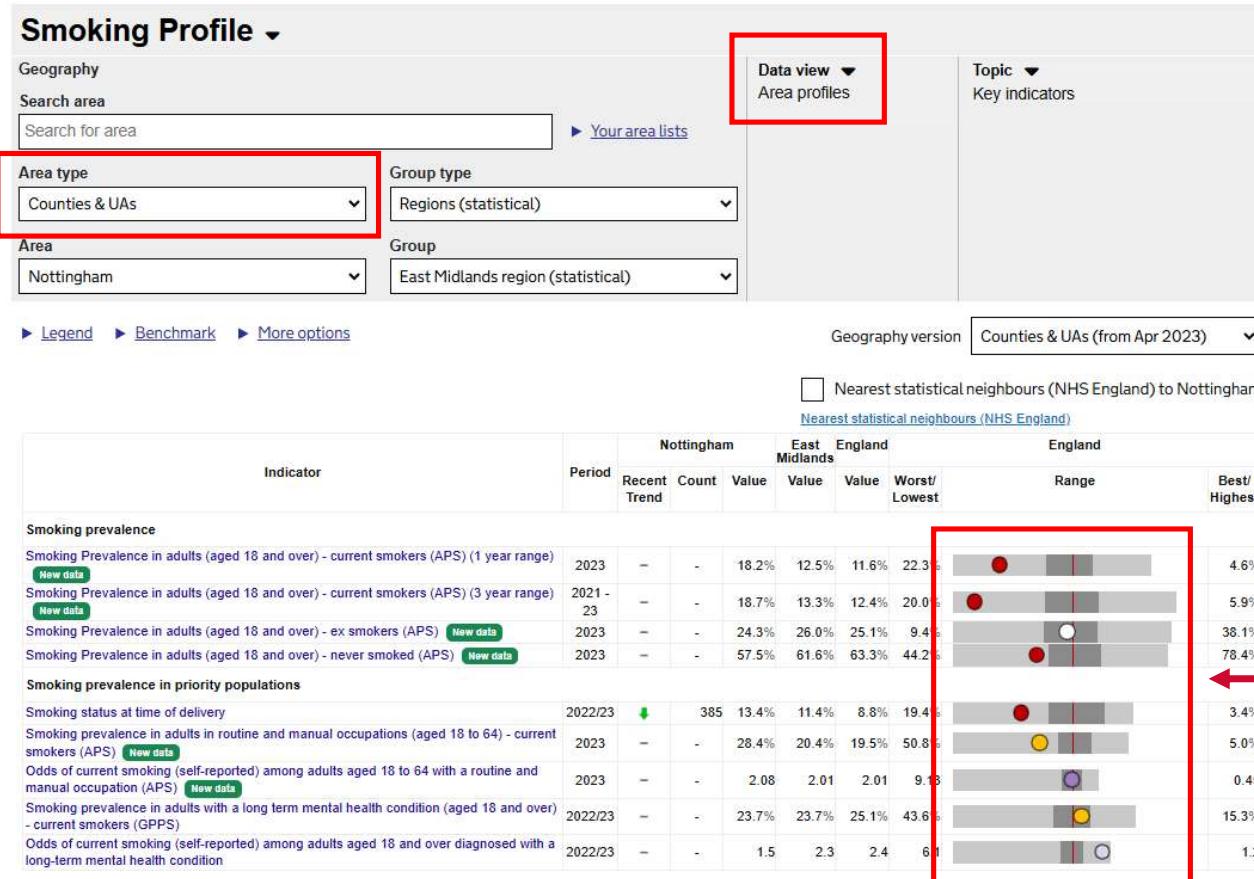 Smoking Profile
Geography
Data view
Topic
Area profiles
Key indicators
Search area
Search for area
Your area lists
Area type
Group type
Counties & UAs
Regions (statistical)
Area
Group
Nottingham
East Midlands region (statistical)
Legend Benchmark More options
Geography version Counties & UAs (from Apr 2023)
Nearest statistical neighbours (NHS England) to Nottingham
Nearest statistical neighbours (NHS England)
Indicator Period Nottingham East Midlands England England
Recent Trend Count Value Value Value Worst/ Lowest Range Best/ Highes
Smoking prevalence
Smoking Prevalence in adults (aged 18 and over) - current smokers (APS) (1 year range)
New data 2023 – - 18.2% 12.5% 11.6% 22.3% 4.6%
Smoking Prevalence in adults (aged 18 and over) - current smokers (APS) (3 year range)
New data 2021 - 23 – - 18.7% 13.3% 12.4% 20.0% 5.9%
Smoking Prevalence in adults (aged 18 and over) - ex smokers (APS) New data 2023 – - 24.3% 26.0% 25.1% 9.4% 38.1%
Smoking Prevalence in adults (aged 18 and over) - never smoked (APS) New data 2023 – - 57.5% 61.6% 63.3% 44.2% 78.4%
Smoking prevalence in priority populations
Smoking status at time of delivery 2022/23 385 13.4% 11.4% 8.8% 19.4% 3.4%
Smoking prevalence in adults in routine and manual occupations (aged 18 to 64) - current
smokers (APS) New data 2023 – - 28.4% 20.4% 19.5% 50.8% 5.0%
Odds of current smoking (self-reported) among adults aged 18 to 64 with a routine and
manual occupation (APS) New data 2023 – - 2.08 2.01 2.01
Smoking prevalence in adults with a long term mental health condition (aged 18 and over)
- current smokers (GPPS) 2022/23 – - 23.7% 23.7% 25.1% 43.6% 15.3%
Odds of current smoking (self-reported) among adults aged 18 and over diagnosed with a
long-term mental health condition 2022/23 – - 1.5 2.3 2.4